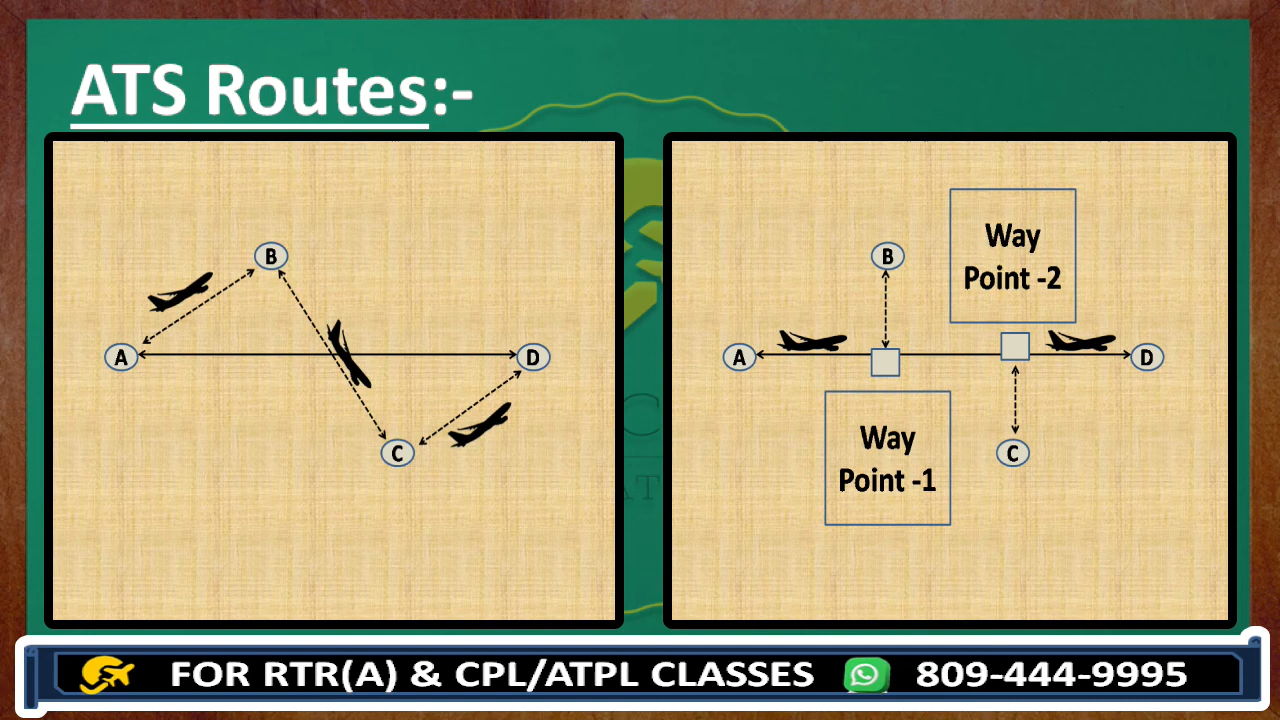 ATS Routes:-
B
A
D
C
Way
Point -2
B
A
D
Way
Point -1
C
FOR RTR(A) & CPL/ATPL CLASSES
809-444-9995